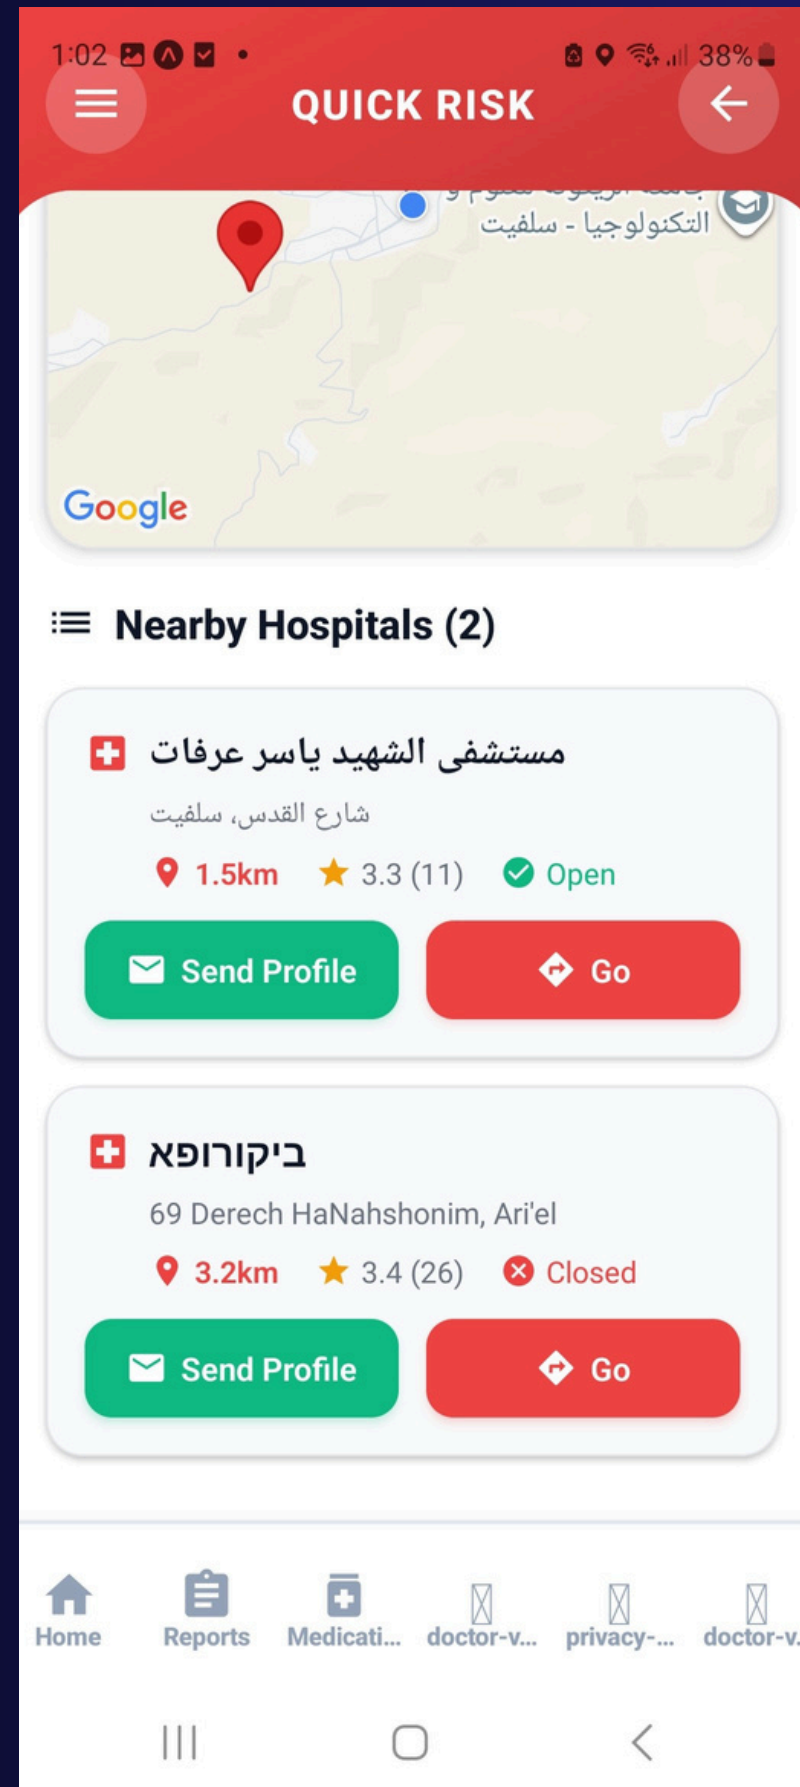 1:02
38%
QUICK RISK
التكنولوجيا - سلفيت
Google
Nearby Hospitals (2)
مستشفى الشهيد ياسر عرفات
شارع القدس، سلفيت
1.5km 3.3 (11) Open
Send Profile Go
ביקורופא
69 Derech HaNahshonim, Ari'el
3.2km 3.4 (26) Closed
Send Profile Go
Home Reports Medicati... doctor-v... privacy-... doctor-v.